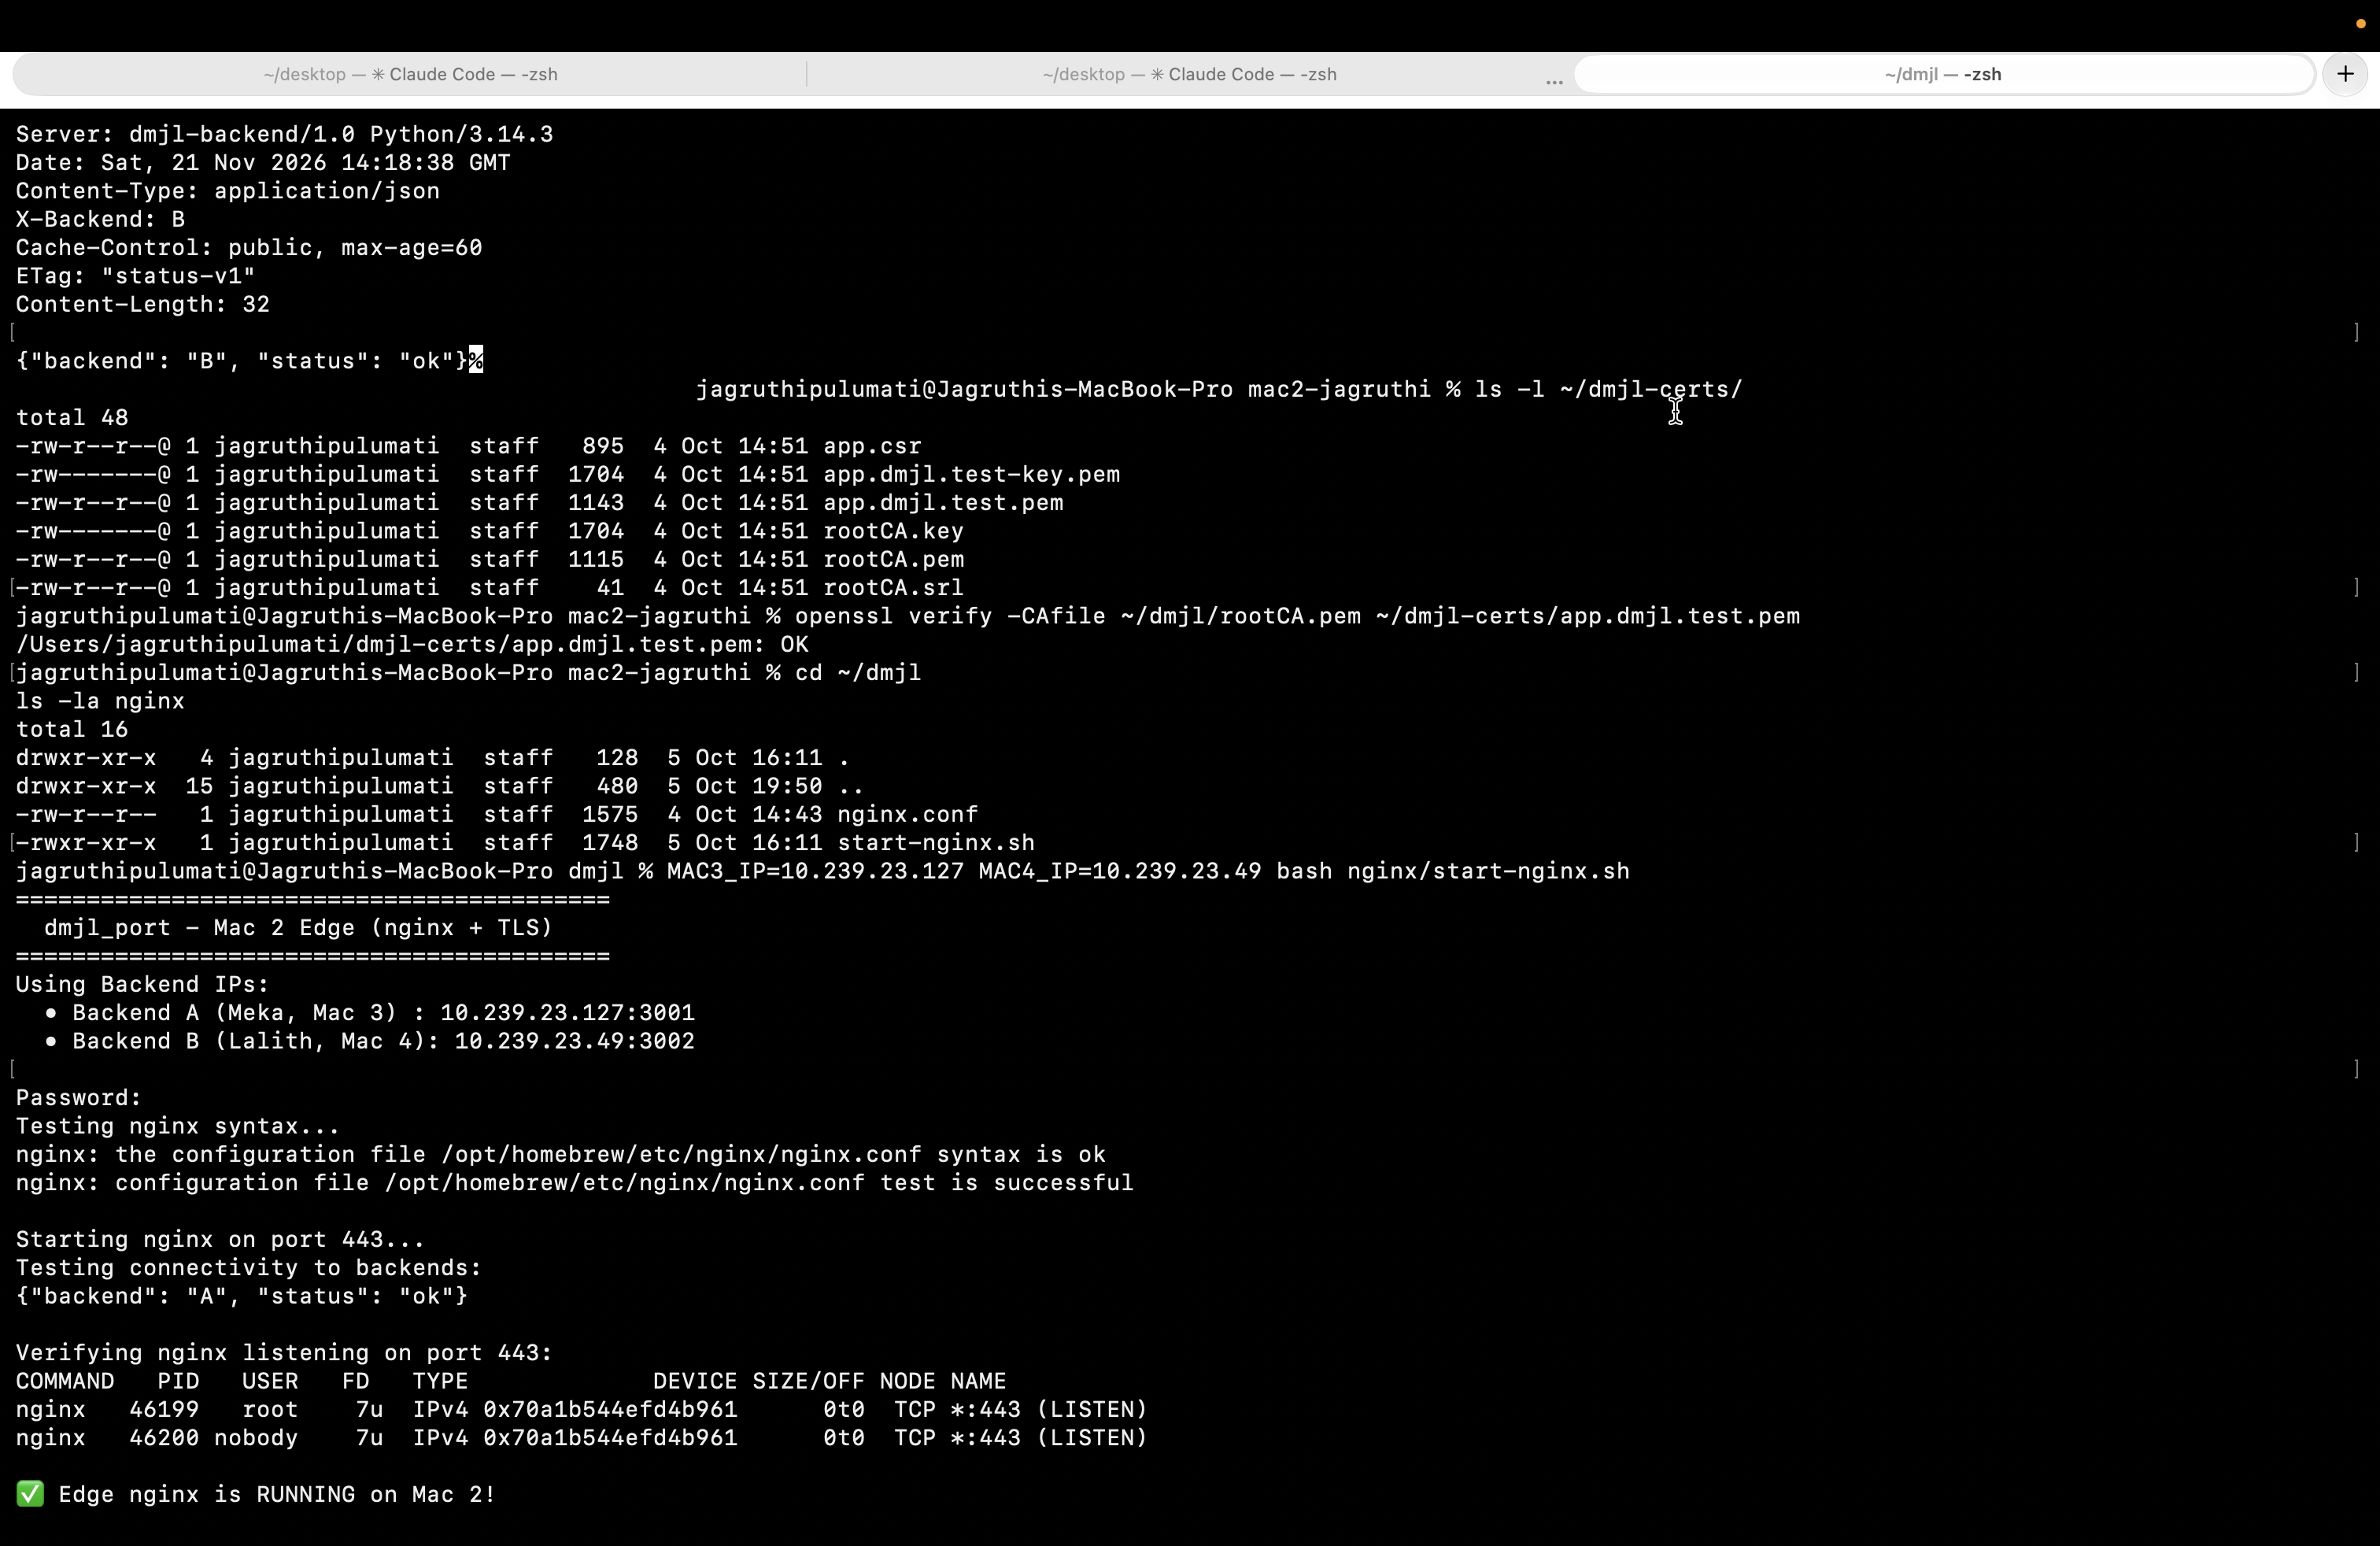 ~/desktop — ✳ Claude Code — -zsh
~/desktop — ✳ Claude Code — -zsh
...
~/dmjl — -zsh
+
Server: dmjl-backend/1.0 Python/3.14.3
Date: Sat, 21 Nov 2026 14:18:38 GMT
Content-Type: application/json
X-Backend: B
Cache-Control: public, max-age=60
ETag: "status-v1"
Content-Length: 32
[ ]
{"backend": "B", "status": "ok"}%
jagruthipulumati@Jagruthis-MacBook-Pro mac2-jagruthi % ls -l ~/dmjl-certs/
total 48
-rw-r--r--@ 1 jagruthipulumati  staff   895  4 Oct 14:51 app.csr
-rw-------@ 1 jagruthipulumati  staff  1704  4 Oct 14:51 app.dmjl.test-key.pem
-rw-r--r--@ 1 jagruthipulumati  staff  1143  4 Oct 14:51 app.dmjl.test.pem
-rw-------@ 1 jagruthipulumati  staff  1704  4 Oct 14:51 rootCA.key
-rw-r--r--@ 1 jagruthipulumati  staff  1115  4 Oct 14:51 rootCA.pem
[-rw-r--r--@ 1 jagruthipulumati  staff    41  4 Oct 14:51 rootCA.srl ]
jagruthipulumati@Jagruthis-MacBook-Pro mac2-jagruthi % openssl verify -CAfile ~/dmjl/rootCA.pem ~/dmjl-certs/app.dmjl.test.pem
/Users/jagruthipulumati/dmjl-certs/app.dmjl.test.pem: OK
[jagruthipulumati@Jagruthis-MacBook-Pro mac2-jagruthi % cd ~/dmjl ]
ls -la nginx
total 16
drwxr-xr-x   4 jagruthipulumati  staff   128  5 Oct 16:11 .
drwxr-xr-x  15 jagruthipulumati  staff   480  5 Oct 19:50 ..
-rw-r--r--   1 jagruthipulumati  staff  1575  4 Oct 14:43 nginx.conf
[-rwxr-xr-x   1 jagruthipulumati  staff  1748  5 Oct 16:11 start-nginx.sh ]
jagruthipulumati@Jagruthis-MacBook-Pro dmjl % MAC3_IP=10.239.23.127 MAC4_IP=10.239.23.49 bash nginx/start-nginx.sh
==========================================
  dmjl_port – Mac 2 Edge (nginx + TLS)
==========================================
Using Backend IPs:
  • Backend A (Meka, Mac 3) : 10.239.23.127:3001
  • Backend B (Lalith, Mac 4): 10.239.23.49:3002
[ ]
Password:
Testing nginx syntax...
nginx: the configuration file /opt/homebrew/etc/nginx/nginx.conf syntax is ok
nginx: configuration file /opt/homebrew/etc/nginx/nginx.conf test is successful
Starting nginx on port 443...
Testing connectivity to backends:
{"backend": "A", "status": "ok"}
Verifying nginx listening on port 443:
COMMAND   PID   USER   FD   TYPE             DEVICE SIZE/OFF NODE NAME
nginx   46199   root    7u  IPv4 0x70a1b544efd4b961      0t0  TCP *:443 (LISTEN)
nginx   46200 nobody    7u  IPv4 0x70a1b544efd4b961      0t0  TCP *:443 (LISTEN)
✅ Edge nginx is RUNNING on Mac 2!